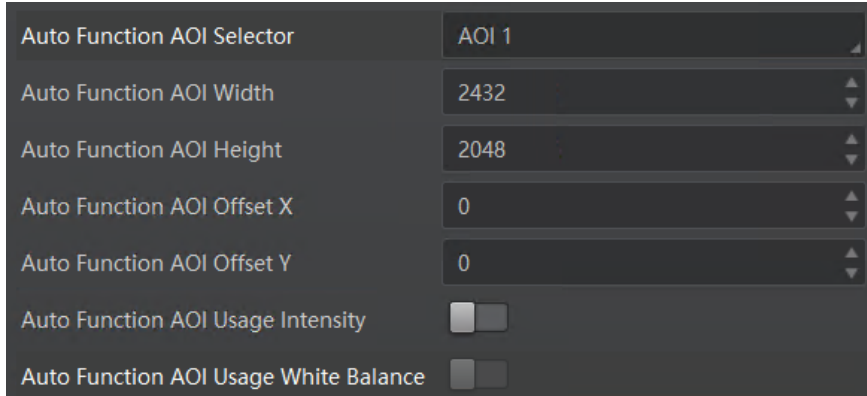 Auto Function AOI Selector AOI 1
Auto Function AOI Width 2432
Auto Function AOI Height 2048
Auto Function AOI Offset X 0
Auto Function AOI Offset Y 0
Auto Function AOI Usage Intensity
Auto Function AOI Usage White Balance